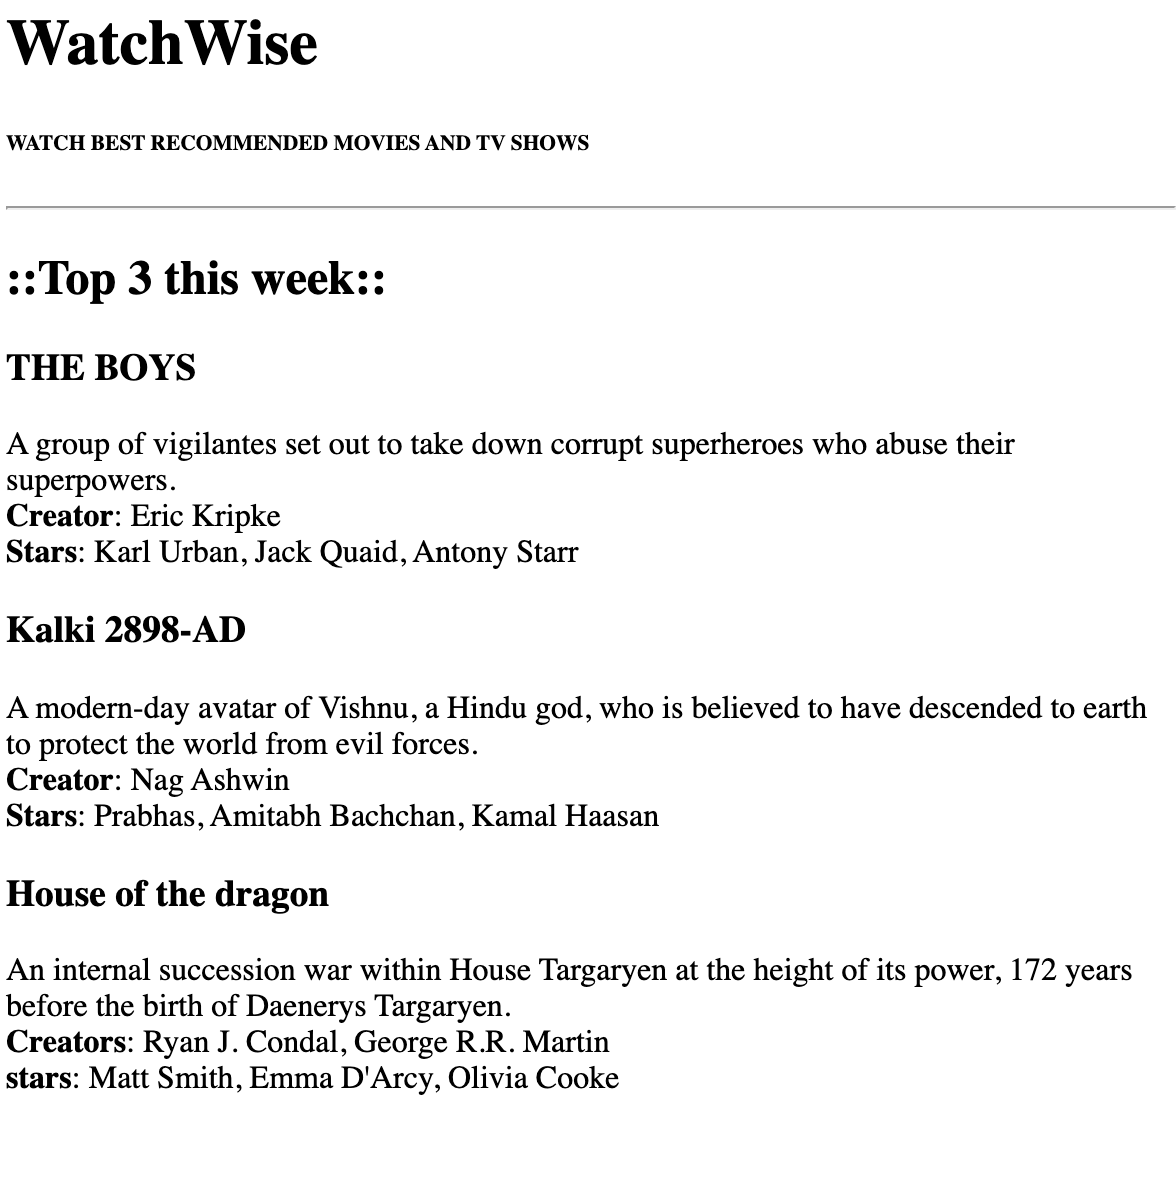 WatchWise
WATCH BEST RECOMMENDED MOVIES AND TV SHOWS
::Top 3 this week::
THE BOYS
A group of vigilantes set out to take down corrupt superheroes who abuse their
superpowers.
Creator: Eric Kripke
Stars: Karl Urban, Jack Quaid, Antony Starr
Kalki 2898-AD
A modern-day avatar of Vishnu, a Hindu god, who is believed to have descended to earth
to protect the world from evil forces.
Creator: Nag Ashwin
Stars: Prabhas, Amitabh Bachchan, Kamal Haasan
House of the dragon
An internal succession war within House Targaryen at the height of its power, 172 years
before the birth of Daenerys Targaryen.
Creators: Ryan J. Condal, George R.R. Martin
stars: Matt Smith, Emma D'Arcy, Olivia Cooke